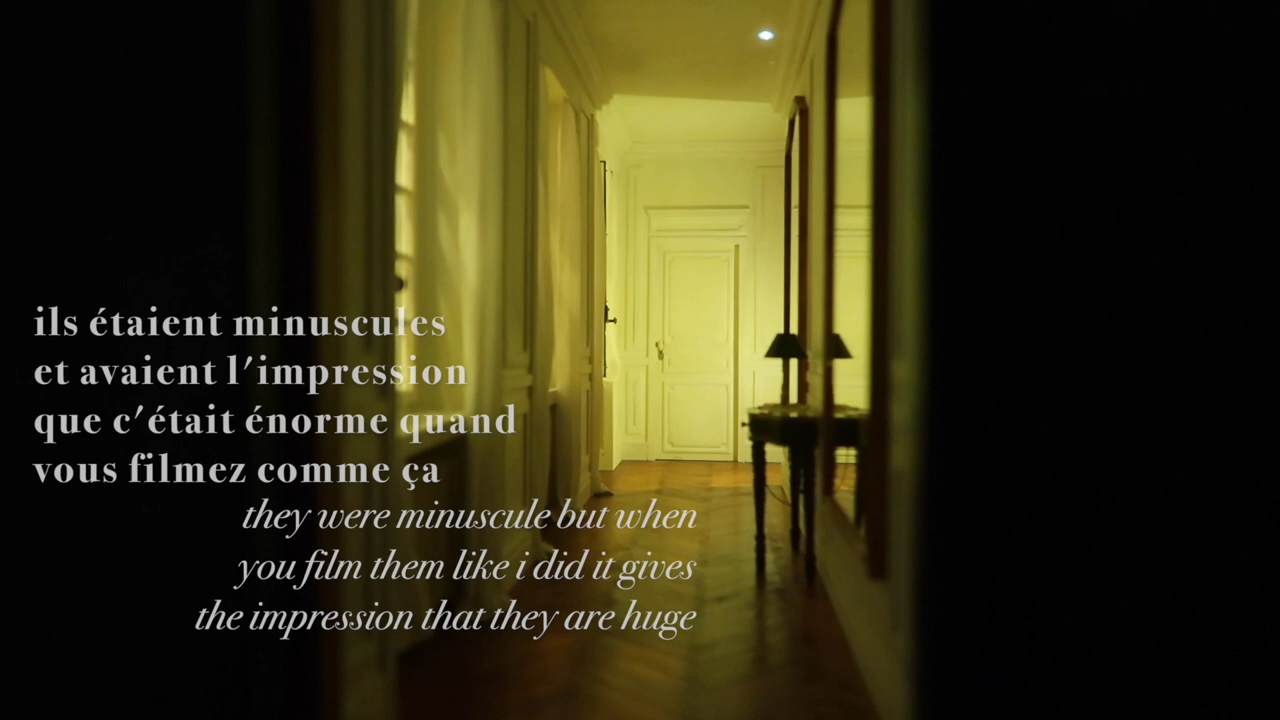 ils étaient minuscules
et avaient l'impression
que c'était énorme quand
vous filmez comme ça
they were minuscule but when
you film them like i did it gives
the impression that they are huge